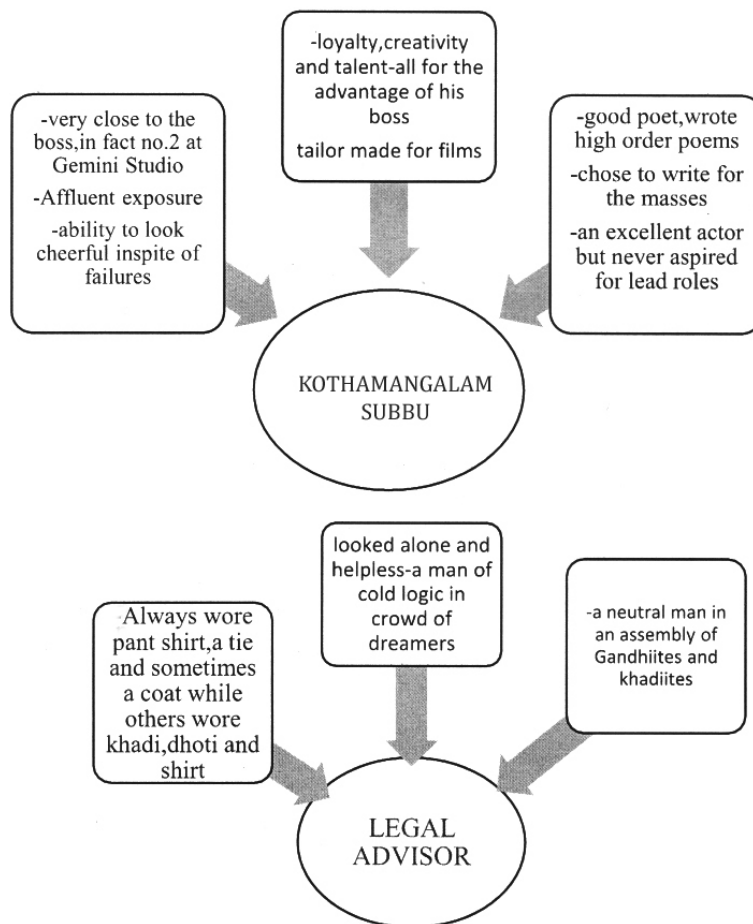 -very close to the
boss,in fact no.2 at
Gemini Studio
-Affluent exposure
-ability to look
cheerful inspite of
failures
-loyalty,creativity
and talent-all for the
advantage of his
boss
tailor made for films
-good poet,wrote
high order poems
-chose to write for
the masses
-an excellent actor
but never aspired
for lead roles
KOTHAMANGALAM
SUBBU
Always wore
pant shirt,a tie
and sometimes
a coat while
others wore
khadi,dhoti and
shirt
looked alone and
helpless-a man of
cold logic in
crowd of
dreamers
-a neutral man in
an assembly of
Gandhiites and
khadiites
LEGAL
ADVISOR